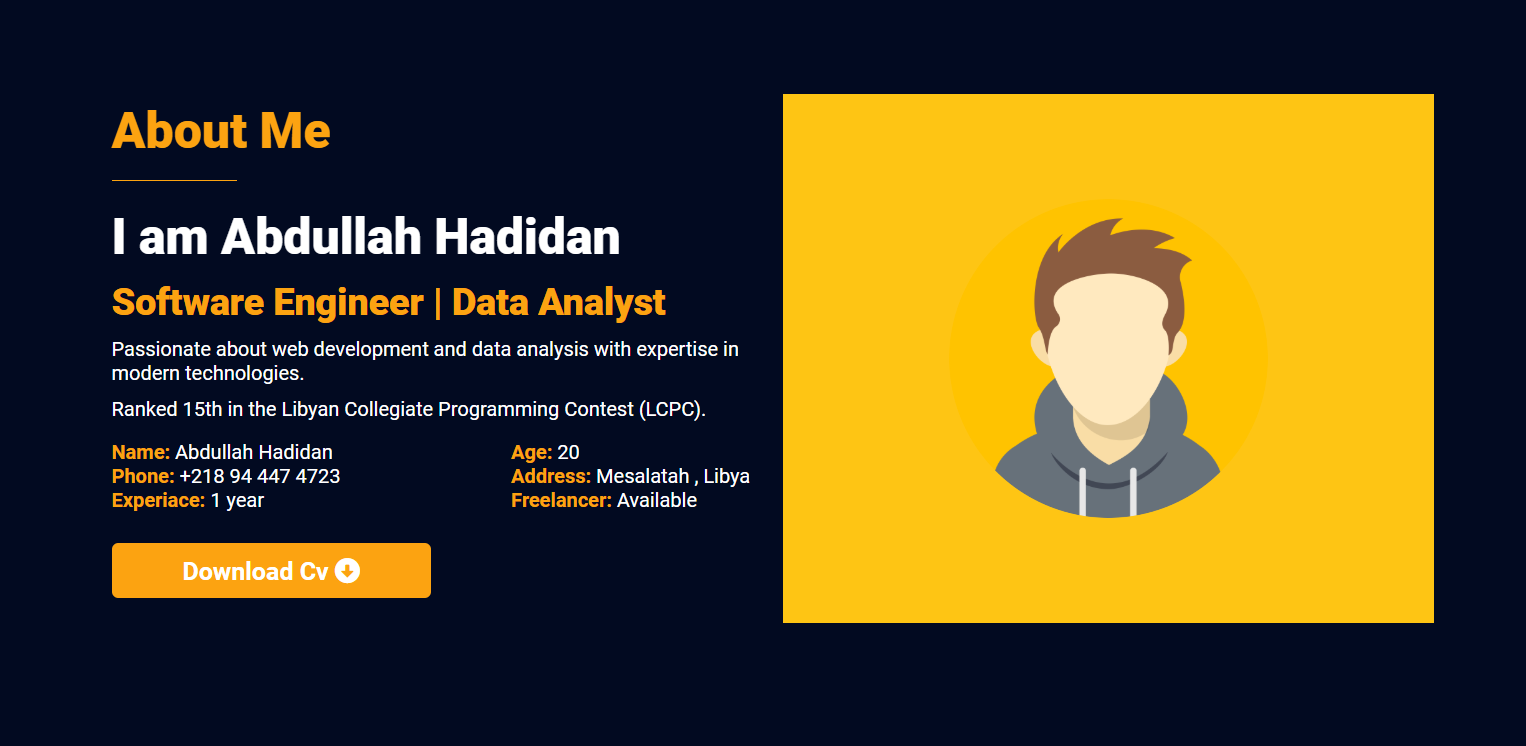 About Me
I am Abdullah Hadidan
Software Engineer | Data Analyst
Passionate about web development and data analysis with expertise in
modern technologies.
Ranked 15th in the Libyan Collegiate Programming Contest (LCPC).
Name: Abdullah Hadidan
Phone: +218 94 447 4723
Experiace: 1 year
Age: 20
Address: Mesalatah , Libya
Freelancer: Available
Download Cv